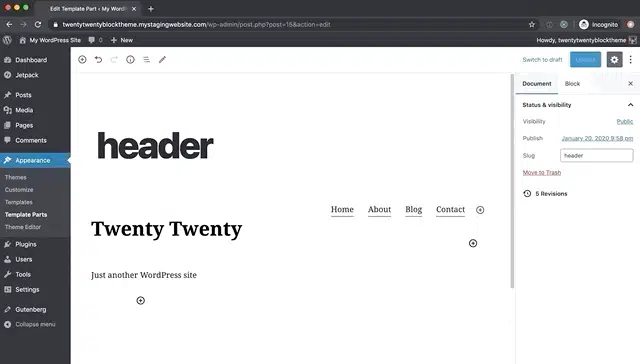 Edit Template Part ‹ My WordP
twentytwentyblocktheme.mystagingwebsite.com/wp-admin/post.php?post=15&action=edit
Incognito
My WordPress Site
0
New
Howdy, twentytwentyblocktheme
Dashboard
Jetpack
Posts
Media
Pages
Comments
Appearance
Themes
Customize
Templates
Template Parts
Theme Editor
Plugins
Users
Tools
Settings
Gutenberg
Collapse menu
Switch to draft
Update
header
Home About Blog Contact
Twenty Twenty
Just another WordPress site
Document Block
Status & visibility
Visibility Public
Publish January 20, 2020 9:58 pm
Slug header
Move to Trash
5 Revisions